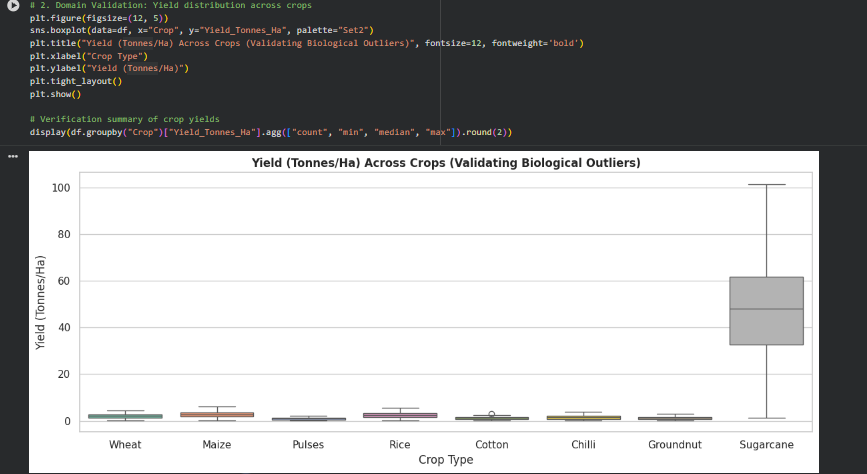 # 2. Domain Validation: Yield distribution across crops
plt.figure(figsize=(12, 5))
sns.boxplot(data=df, x="Crop", y="Yield_Tonnes_Ha", palette="Set2")
plt.title("Yield (Tonnes/Ha) Across Crops (Validating Biological Outliers)", fontsize=12, fontweight='bold')
plt.xlabel("Crop Type")
plt.ylabel("Yield (Tonnes/Ha)")
plt.tight_layout()
plt.show()
# Verification summary of crop yields
display(df.groupby("Crop")["Yield_Tonnes_Ha"].agg(["count", "min", "median", "max"]).round(2))
Yield (Tonnes/Ha) Across Crops (Validating Biological Outliers)
Yield (Tonnes/Ha)
100
80
60
40
20
0
Wheat Maize Pulses Rice Cotton Chilli Groundnut Sugarcane
Crop Type